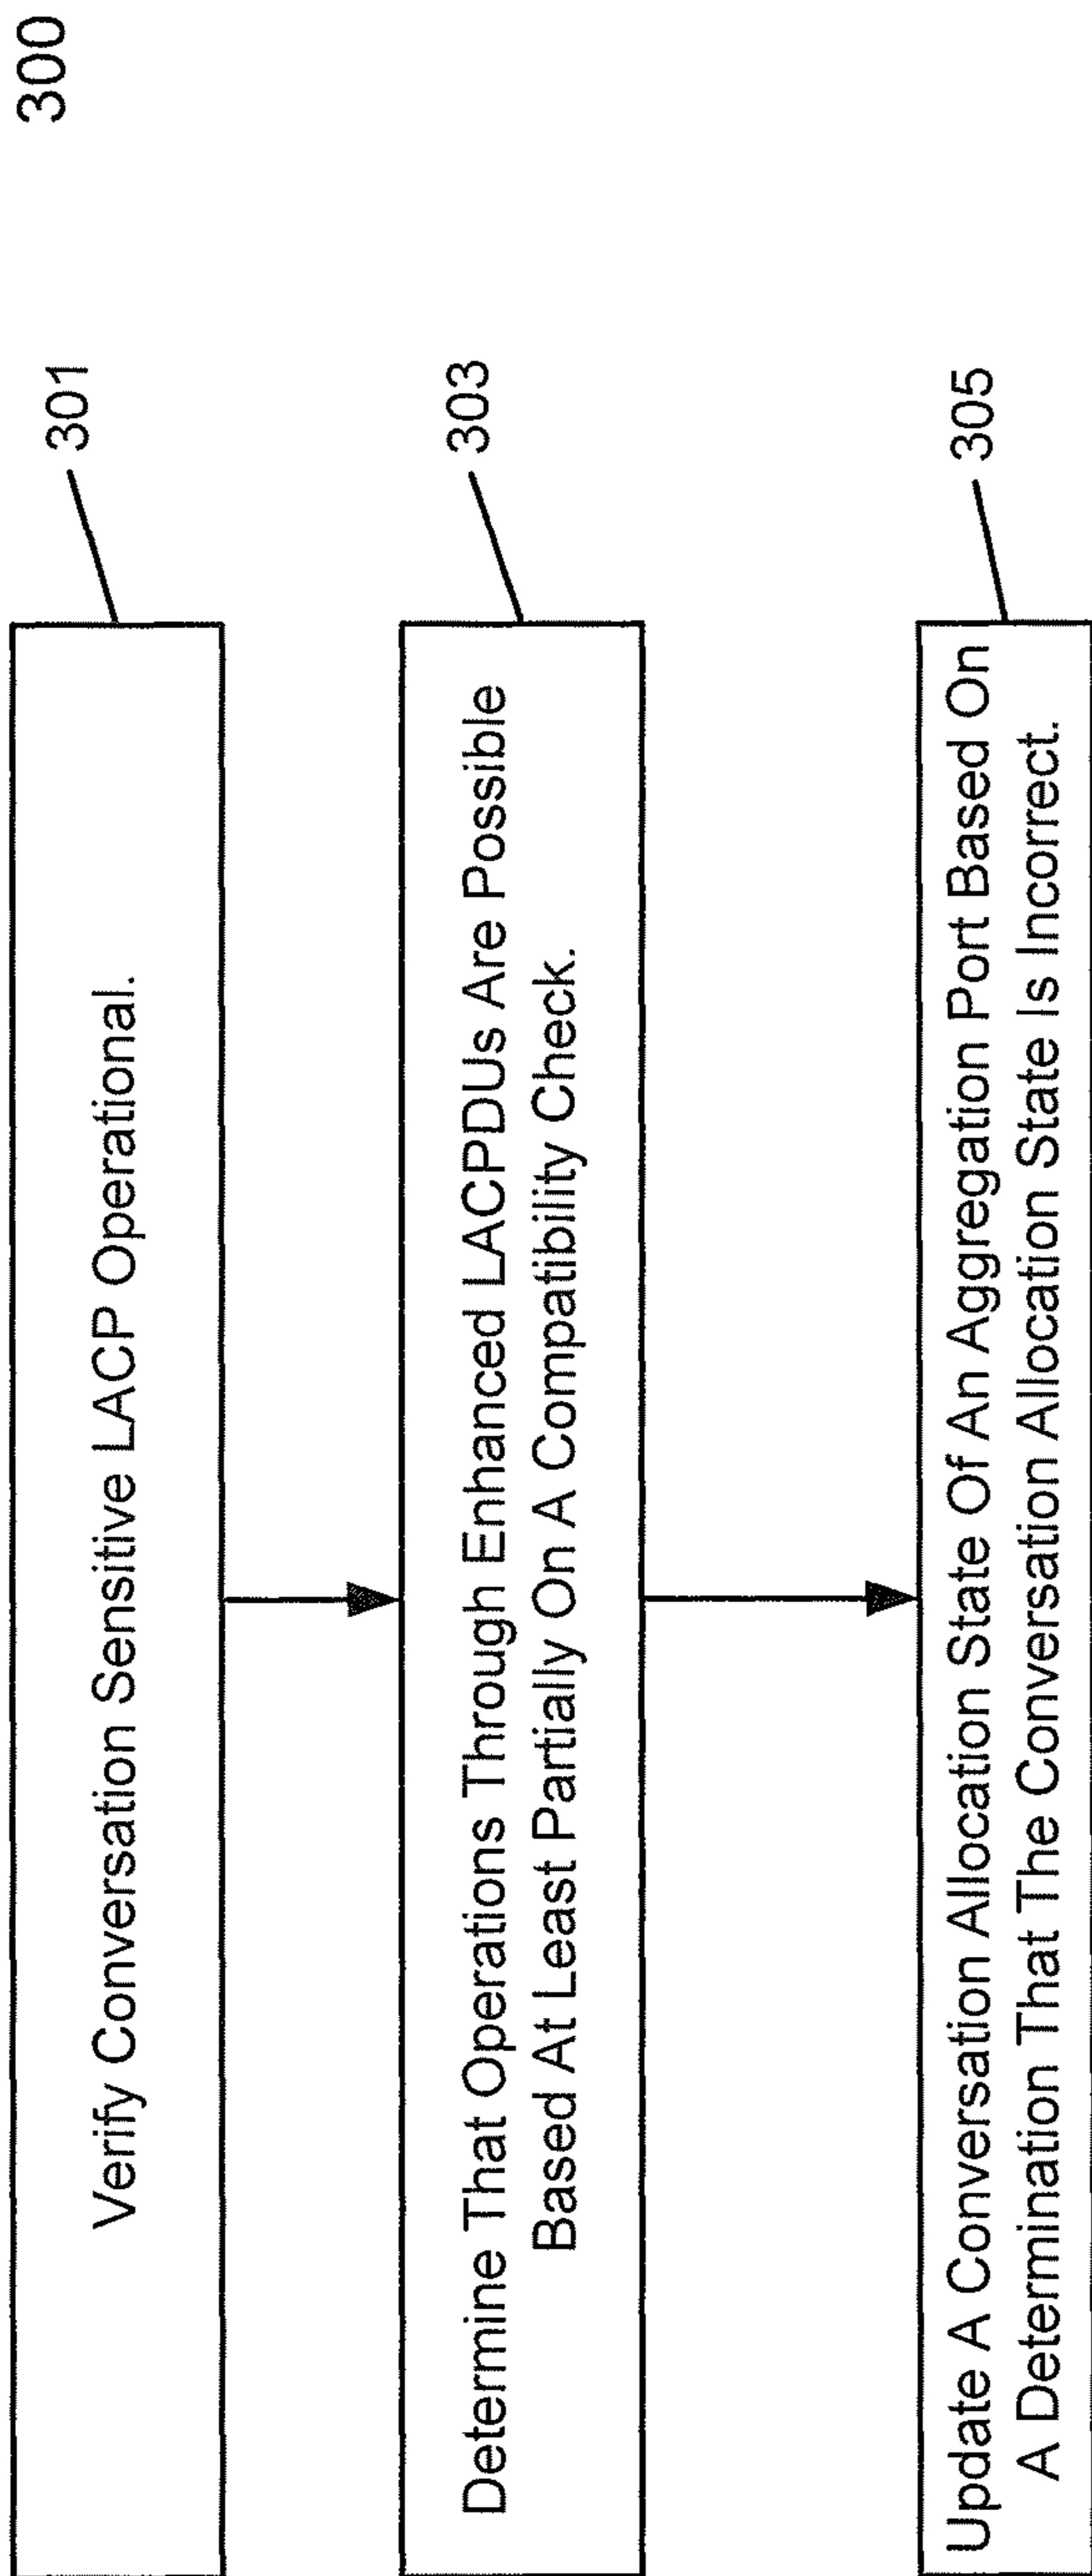 300
301
Verify Conversation Sensitive LACP Operational.
303
Determine That Operations Through Enhanced LACPDUs Are Possible
Based At Least Partially On A Compatibility Check.
305
Update A Conversation Allocation State Of An Aggregation Port Based On
A Determination That The Conversation Allocation State Is Incorrect.